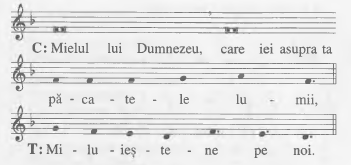 C: Mielul lui Dumnezeu, care iei asupra ta
pă - ca - te - le lu - mii,
T: Mi - lu - ieș - te - ne pe noi.